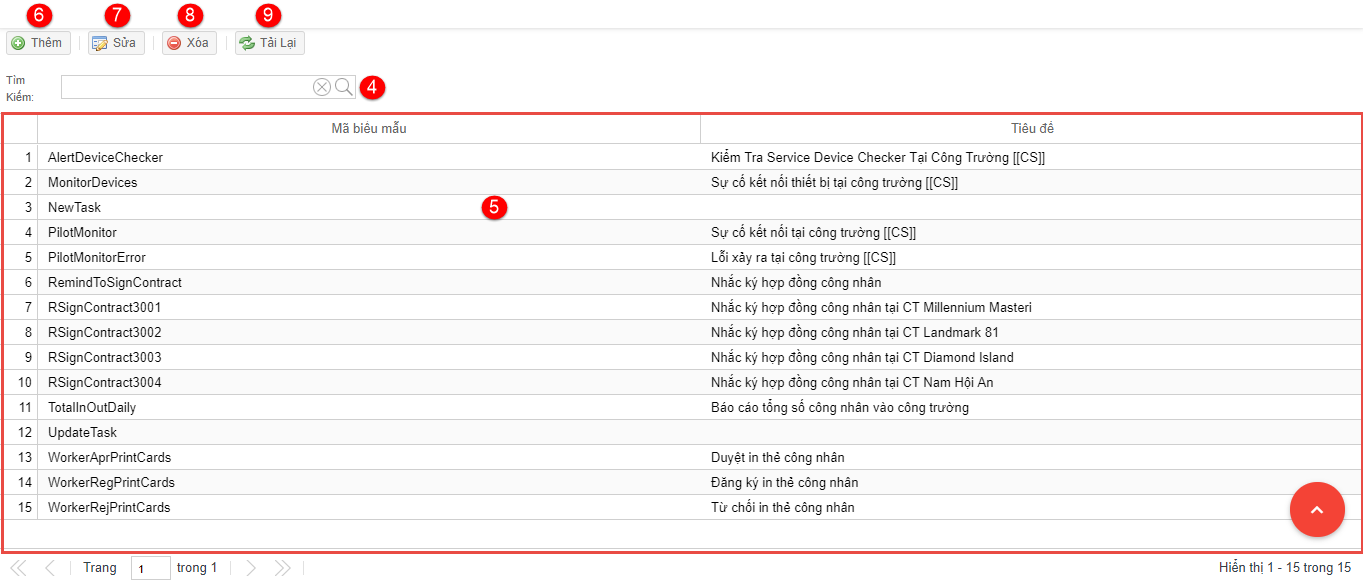 6 7 8 9
Thêm Sửa Xóa Tải Lại
Tìm
Kiếm:
4
Mã biểu mẫu Tiêu đề
1 AlertDeviceChecker Kiểm Tra Service Device Checker Tại Công Trường [[CS]]
2 MonitorDevices Sự cố kết nối thiết bị tại công trường [[CS]]
3 NewTask 5
4 PilotMonitor Sự cố kết nối tại công trường [[CS]]
5 PilotMonitorError Lỗi xảy ra tại công trường [[CS]]
6 RemindToSignContract Nhắc ký hợp đồng công nhân
7 RSignContract3001 Nhắc ký hợp đồng công nhân tại CT Millennium Masteri
8 RSignContract3002 Nhắc ký hợp đồng công nhân tại CT Landmark 81
9 RSignContract3003 Nhắc ký hợp đồng công nhân tại CT Diamond Island
10 RSignContract3004 Nhắc ký hợp đồng công nhân tại CT Nam Hội An
11 TotalInOutDaily Báo cáo tổng số công nhân vào công trường
12 UpdateTask
13 WorkerAprPrintCards Duyệt in thẻ công nhân
14 WorkerRegPrintCards Đăng ký in thẻ công nhân
15 WorkerRejPrintCards Từ chối in thẻ công nhân
Trang 1 trong 1 Hiển thị 1 - 15 trong 15